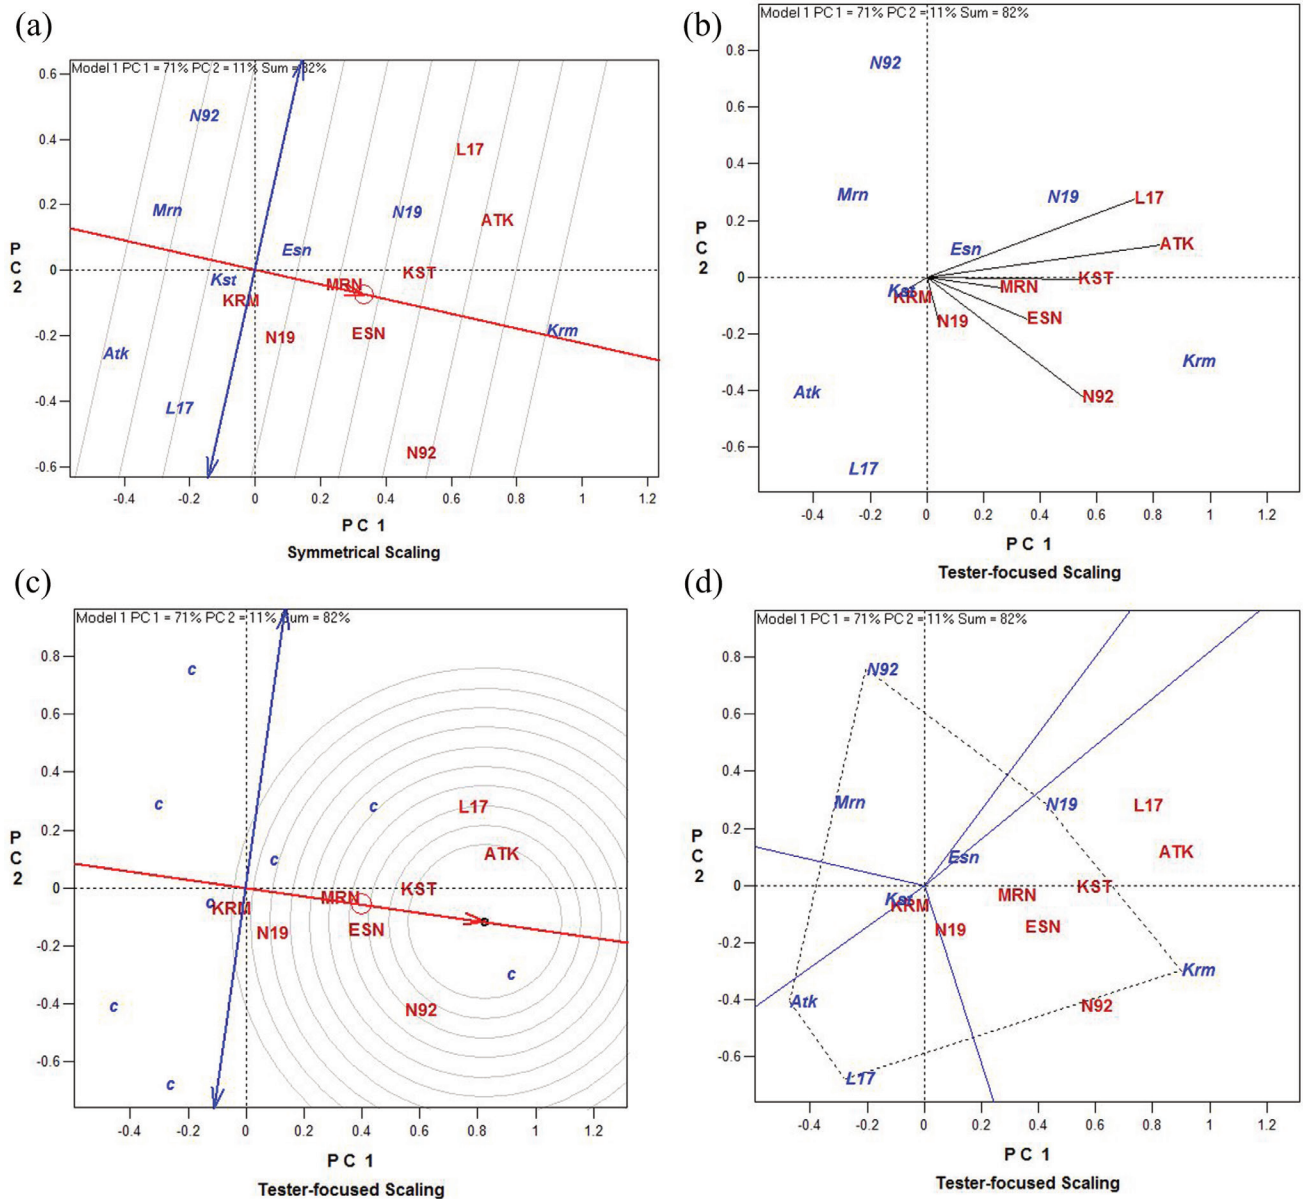 (a)
Model 1 PC 1 = 71% PC 2 = 11% Sum = 82%
0.6
0.4
0.2
0
-0.2
-0.4
-0.6
PC2
N92
L17
Mrn
N19
ATK
Esn
Kst
MRN
KST
KRM
N19
ESN
Krm
Atk
L17
N92
-0.4 -0.2 0 0.2 0.4 0.6 0.8 1 1.2
PC 1
Symmetrical Scaling
(b)
Model 1 PC 1 = 71% PC 2 = 11% Sum = 82%
0.8
0.6
0.4
0.2
0
-0.2
-0.4
-0.6
PC2
N92
Mrn
N19
L17
Esn
ATK
Kst
KRM
MRN
KST
N19
ESN
Krm
Atk
N92
L17
-0.4 -0.2 0 0.2 0.4 0.6 0.8 1 1.2
PC 1
Tester-focused Scaling
(c)
Model 1 PC 1 = 71% PC 2 = 11% Sum = 82%
0.8
0.6
0.4
0.2
0
-0.2
-0.4
-0.6
PC2
c
c
c
L17
c
ATK
c
KRM
MRN
KST
N19
ESN
c
c
N92
c
-0.4 -0.2 0 0.2 0.4 0.6 0.8 1 1.2
PC 1
Tester-focused Scaling
(d)
Model 1 PC 1 = 71% PC 2 = 11% Sum = 82%
0.8
0.6
0.4
0.2
0
-0.2
-0.4
-0.6
PC2
N92
Mrn
N19
L17
Esn
ATK
Kst
KRM
MRN
KST
N19
ESN
Krm
Atk
N92
L17
-0.4 -0.2 0 0.2 0.4 0.6 0.8 1 1.2
PC 1
Tester-focused Scaling